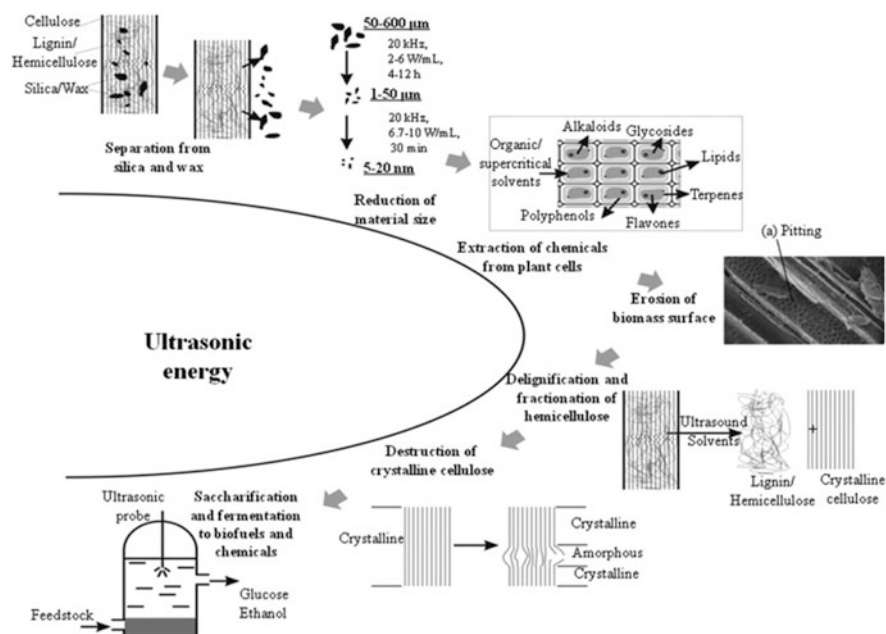 Cellulose
Lignin/
Hemicellulose
Silica/Wax
Separation from
silica and wax
50-600 µm
20 kHz,
2-6 W/mL,
4-12 h
1-50µm
20 kHz,
6.7-10 W/mL,
30 min
5-20 nm
Reduction of
material size
Alkaloids
Glycosides
Organic/
supercritical
solvents
Lipids
Terpenes
Polyphenols
Flavones
Extraction of chemicals
from plant cells
(a) Pitting
Erosion of
biomass surface
Ultrasonic
energy
Delignification and
fractionation of
hemicellulose
Ultrasound
Solvents
+
Lignin/
Hemicellulose
Crystalline
cellulose
Destruction of
crystalline cellulose
Crystalline
Crystalline
Amorphous
Crystalline
Saccharification
and fermentation
to biofuels and
chemicals
Ultrasonic
probe
Glucose
Ethanol
Feedstock